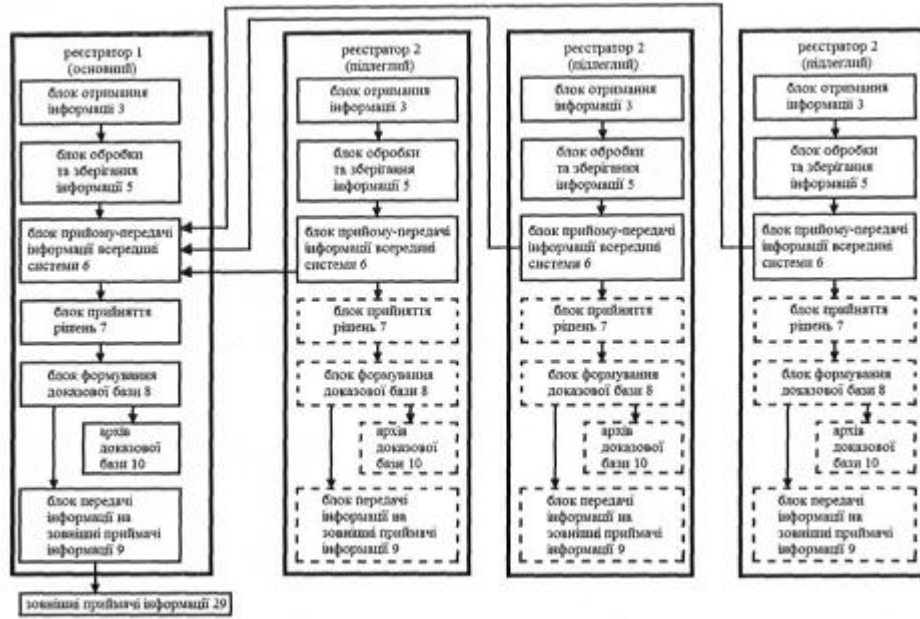 реєстратор 1
(основний)
блок отримання
інформації 3
блок обробки
та зберігання
інформації 5
блок прийому-передачі
інформації всередині
системи 6
блок прийняття
рішень 7
блок формування
доказової бази 8
архів
доказової
бази 10
блок передачі
інформації на
зовнішні приймачі
інформації 9
зовнішні приймачі інформації 29
реєстратор 2
(підлеглий)
блок отримання
інформації 3
блок обробки
та зберігання
інформації 5
блок прийому-передачі
інформації всередині
системи 6
блок прийняття
рішень 7
блок формування
доказової бази 8
архів
доказової
бази 10
блок передачі
інформації на
зовнішні приймачі
інформації 9
реєстратор 2
(підлеглий)
блок отримання
інформації 3
блок обробки
та зберігання
інформації 5
блок прийому-передачі
інформації всередині
системи 6
блок прийняття
рішень 7
блок формування
доказової бази 8
архів
доказової
бази 10
блок передачі
інформації на
зовнішні приймачі
інформації 9
реєстратор 2
(підлеглий)
блок отримання
інформації 3
блок обробки
та зберігання
інформації 5
блок прийому-передачі
інформації всередині
системи 6
блок прийняття
рішень 7
блок формування
доказової бази 8
архів
доказової
бази 10
блок передачі
інформації на
зовнішні приймачі
інформації 9